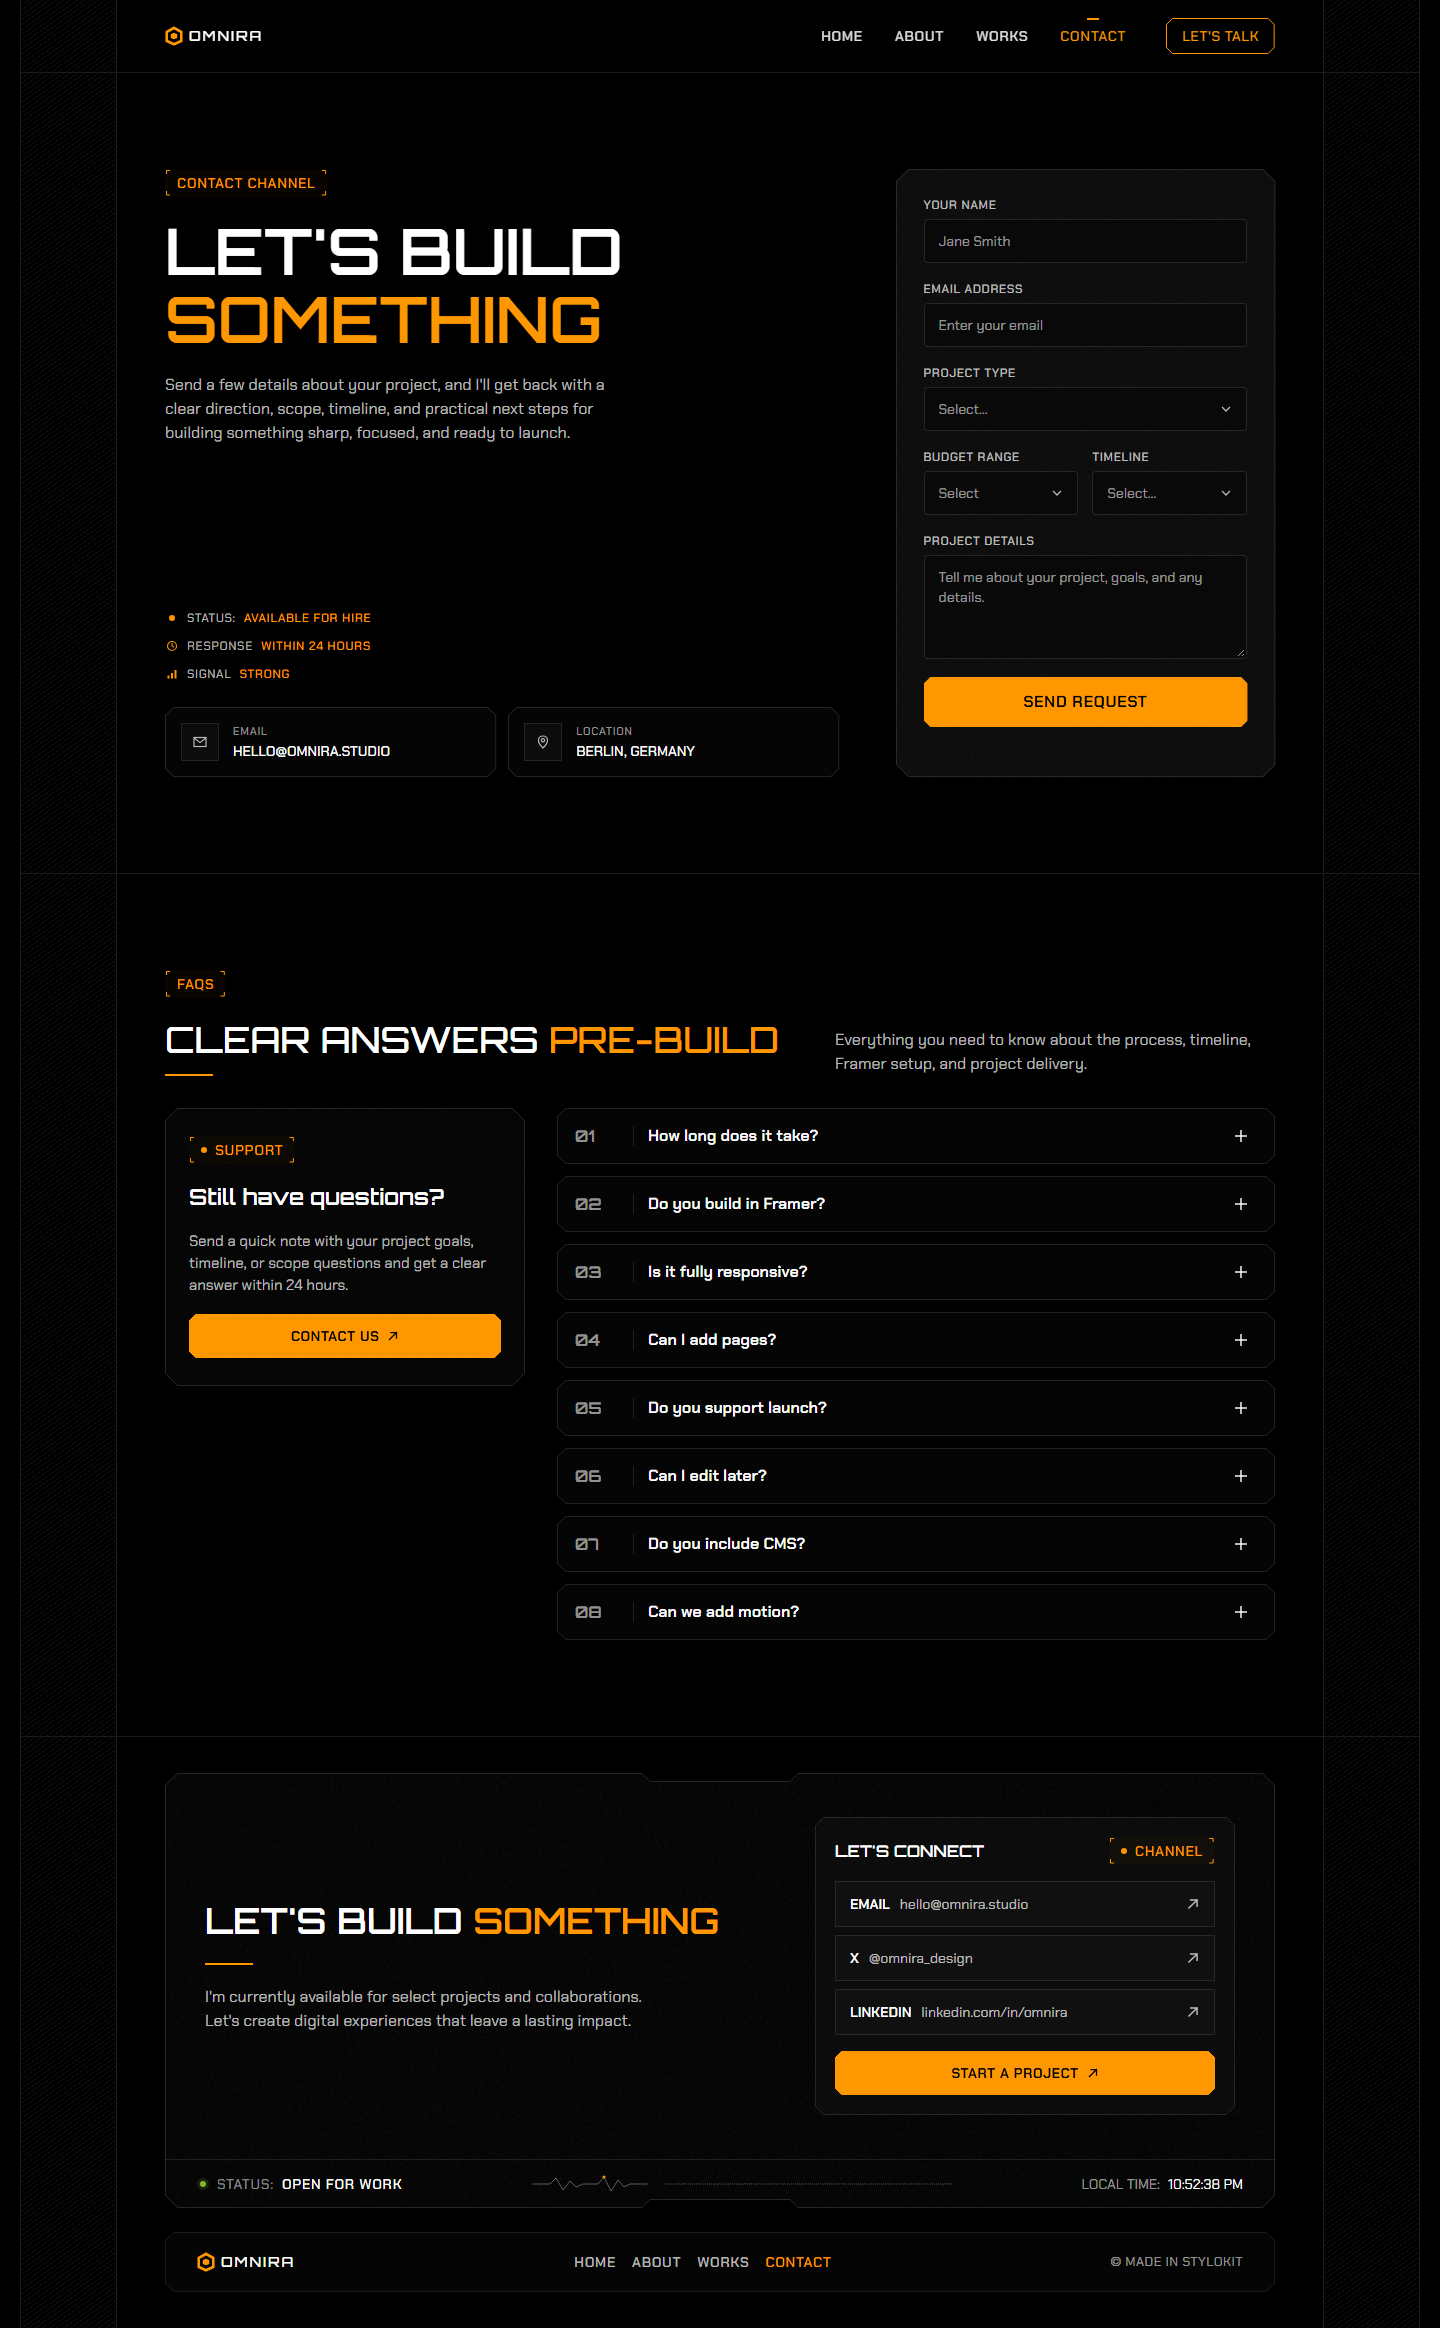 OMNIRA
HOME ABOUT WORKS CONTACT LET'S TALK
CONTACT CHANNEL
LET'S BUILD
SOMETHING
Send a few details about your project, and I'll get back with a
clear direction, scope, timeline, and practical next steps for
building something sharp, focused, and ready to launch.
STATUS: AVAILABLE FOR HIRE
RESPONSE WITHIN 24 HOURS
SIGNAL STRONG
EMAIL
HELLO@OMNIRA.STUDIO
LOCATION
BERLIN, GERMANY
YOUR NAME
Jane Smith
EMAIL ADDRESS
Enter your email
PROJECT TYPE
Select...
BUDGET RANGE TIMELINE
Select Select...
PROJECT DETAILS
Tell me about your project, goals, and any
details.
SEND REQUEST
FAQS
CLEAR ANSWERS PRE-BUILD
Everything you need to know about the process, timeline,
Framer setup, and project delivery.
SUPPORT
Still have questions?
Send a quick note with your project goals,
timeline, or scope questions and get a clear
answer within 24 hours.
CONTACT US
01 How long does it take?
02 Do you build in Framer?
03 Is it fully responsive?
04 Can I add pages?
05 Do you support launch?
06 Can I edit later?
07 Do you include CMS?
08 Can we add motion?
LET'S BUILD SOMETHING
I'm currently available for select projects and collaborations.
Let's create digital experiences that leave a lasting impact.
LET'S CONNECT CHANNEL
EMAIL hello@omnira.studio
X @omnira_design
LINKEDIN linkedin.com/in/omnira
START A PROJECT
STATUS: OPEN FOR WORK
LOCAL TIME: 10:52:38 PM
OMNIRA
HOME ABOUT WORKS CONTACT
© MADE IN STYLOKIT